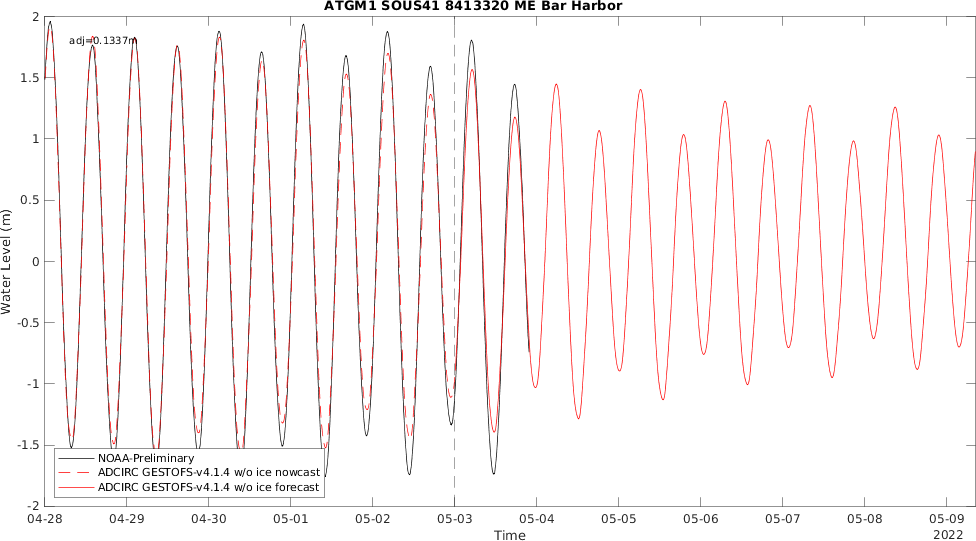 ATGM1 SOUS41 8413320 ME Bar Harbor
adj=0.1337m
Water Level (m)
2
1.5
1
0.5
0
-0.5
-1
-1.5
-2
NOAA-Preliminary
ADCIRC GESTOFS-v4.1.4 w/o ice nowcast
ADCIRC GESTOFS-v4.1.4 w/o ice forecast
04-28 04-29 04-30 05-01 05-02 05-03 05-04 05-05 05-06 05-07 05-08 05-09
2022
Time